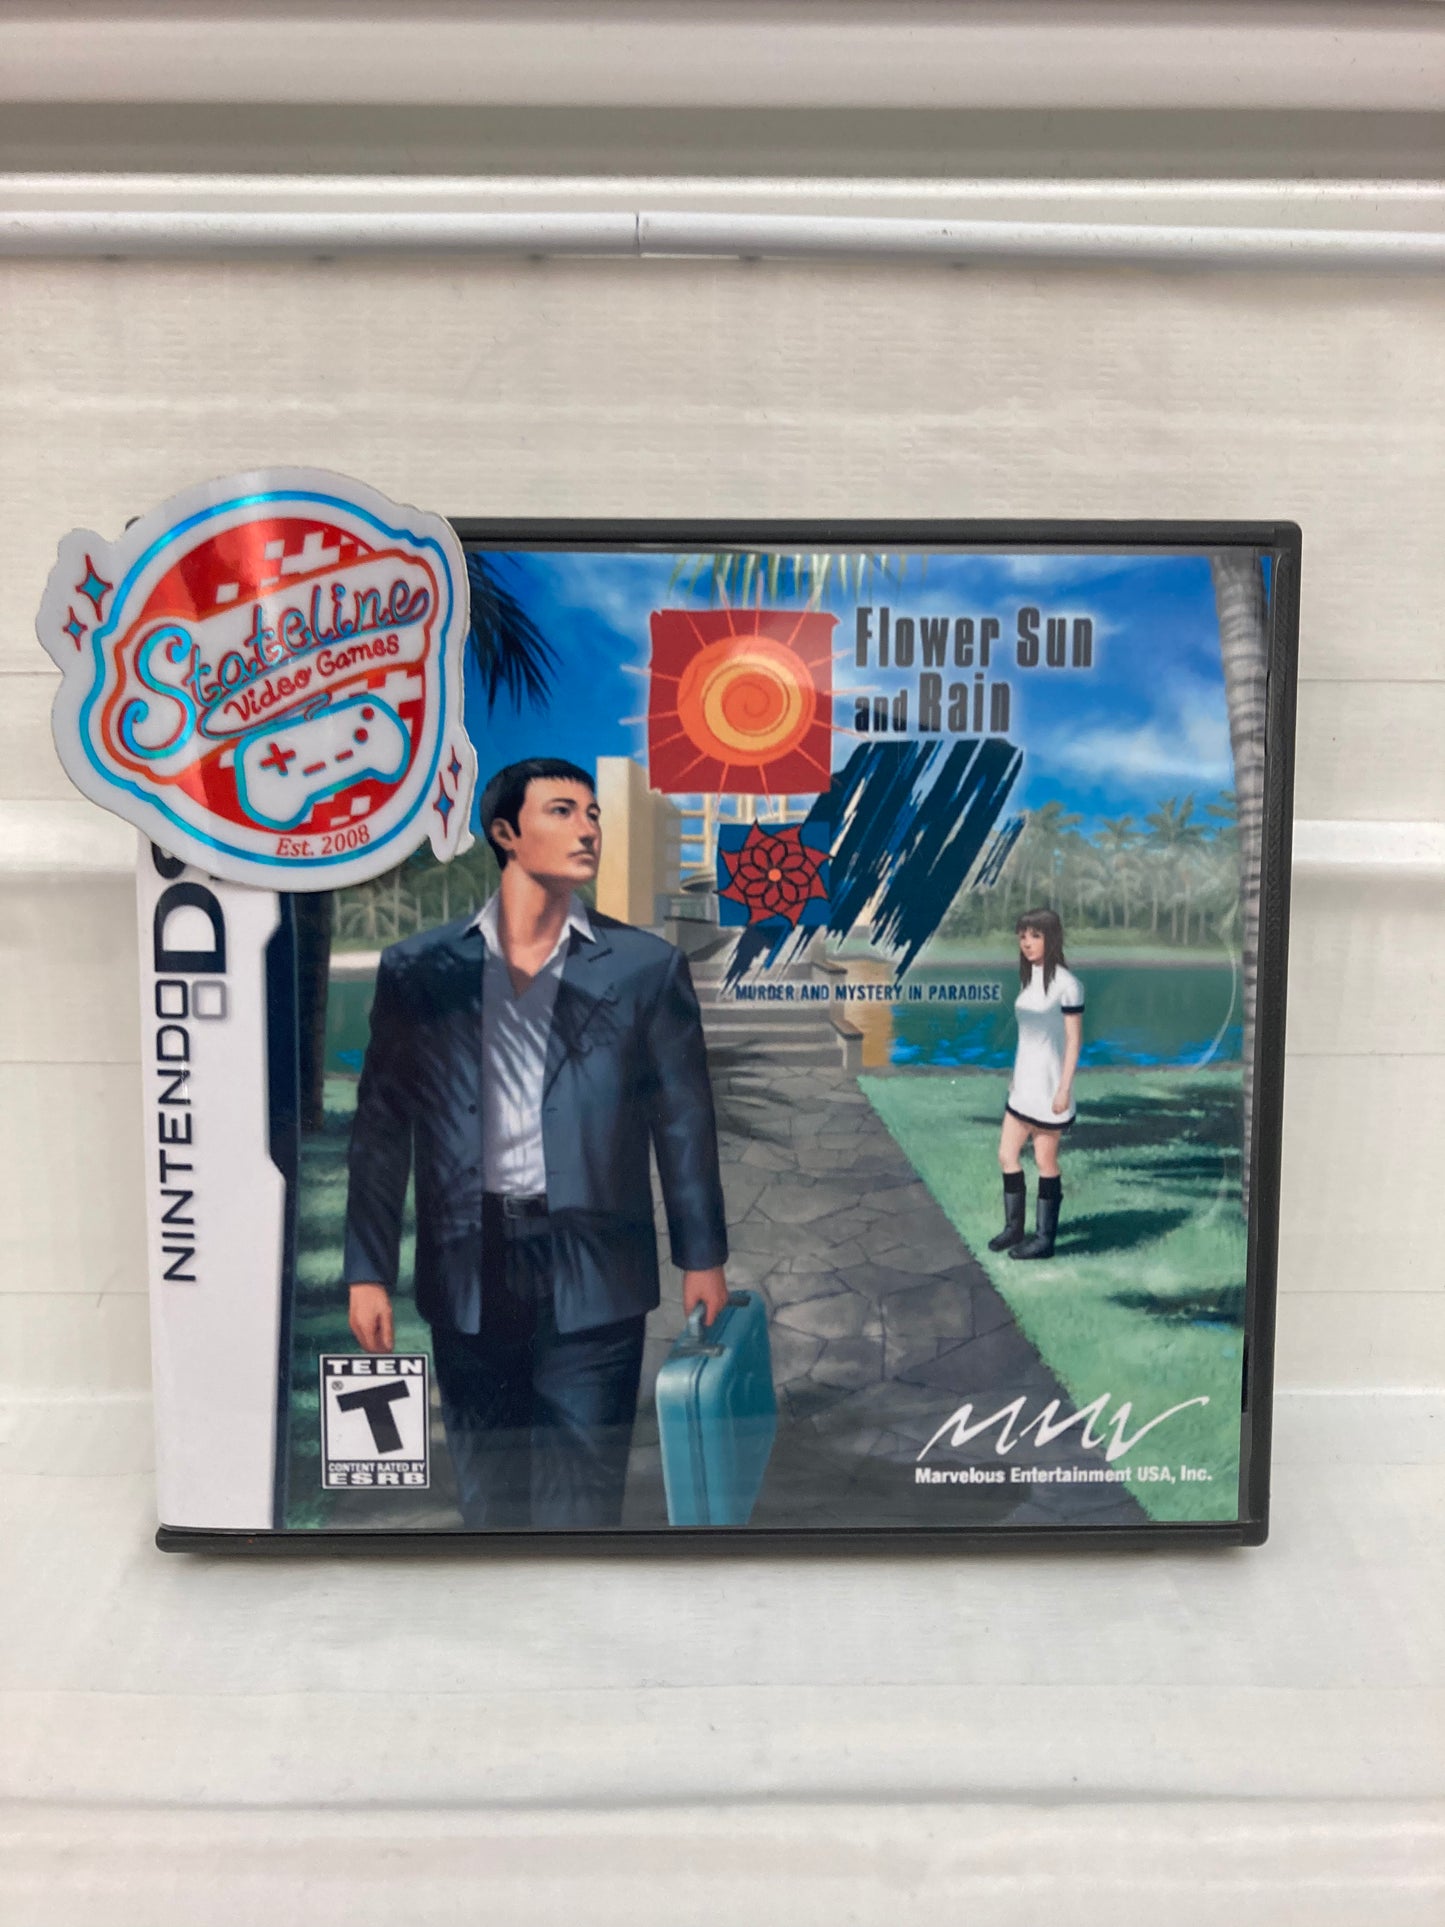 Stateline
Video Games
Est. 2008
NINTENDO DS
Flower Sun
and Rain
MURDER AND MYSTERY IN PARADISE
TEEN
T
®
CONTENT RATED BY
ESRB
Marvelous Entertainment USA, Inc.